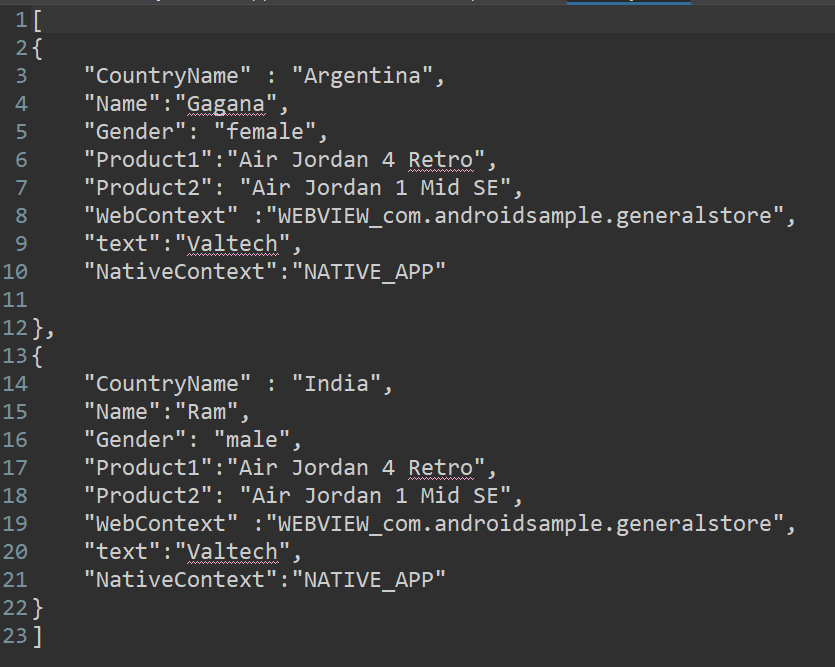 1 [
2 {
3     "CountryName" : "Argentina",
4     "Name":"Gagana",
5     "Gender": "female",
6     "Product1":"Air Jordan 4 Retro",
7     "Product2": "Air Jordan 1 Mid SE",
8     "WebContext" :"WEBVIEW_com.androidsample.generalstore",
9     "text":"Valtech",
10     "NativeContext":"NATIVE_APP"
11
12 },
13 {
14     "CountryName" : "India",
15     "Name":"Ram",
16     "Gender": "male",
17     "Product1":"Air Jordan 4 Retro",
18     "Product2": "Air Jordan 1 Mid SE",
19     "WebContext" :"WEBVIEW_com.androidsample.generalstore",
20     "text":"Valtech",
21     "NativeContext":"NATIVE_APP"
22 }
23 ]